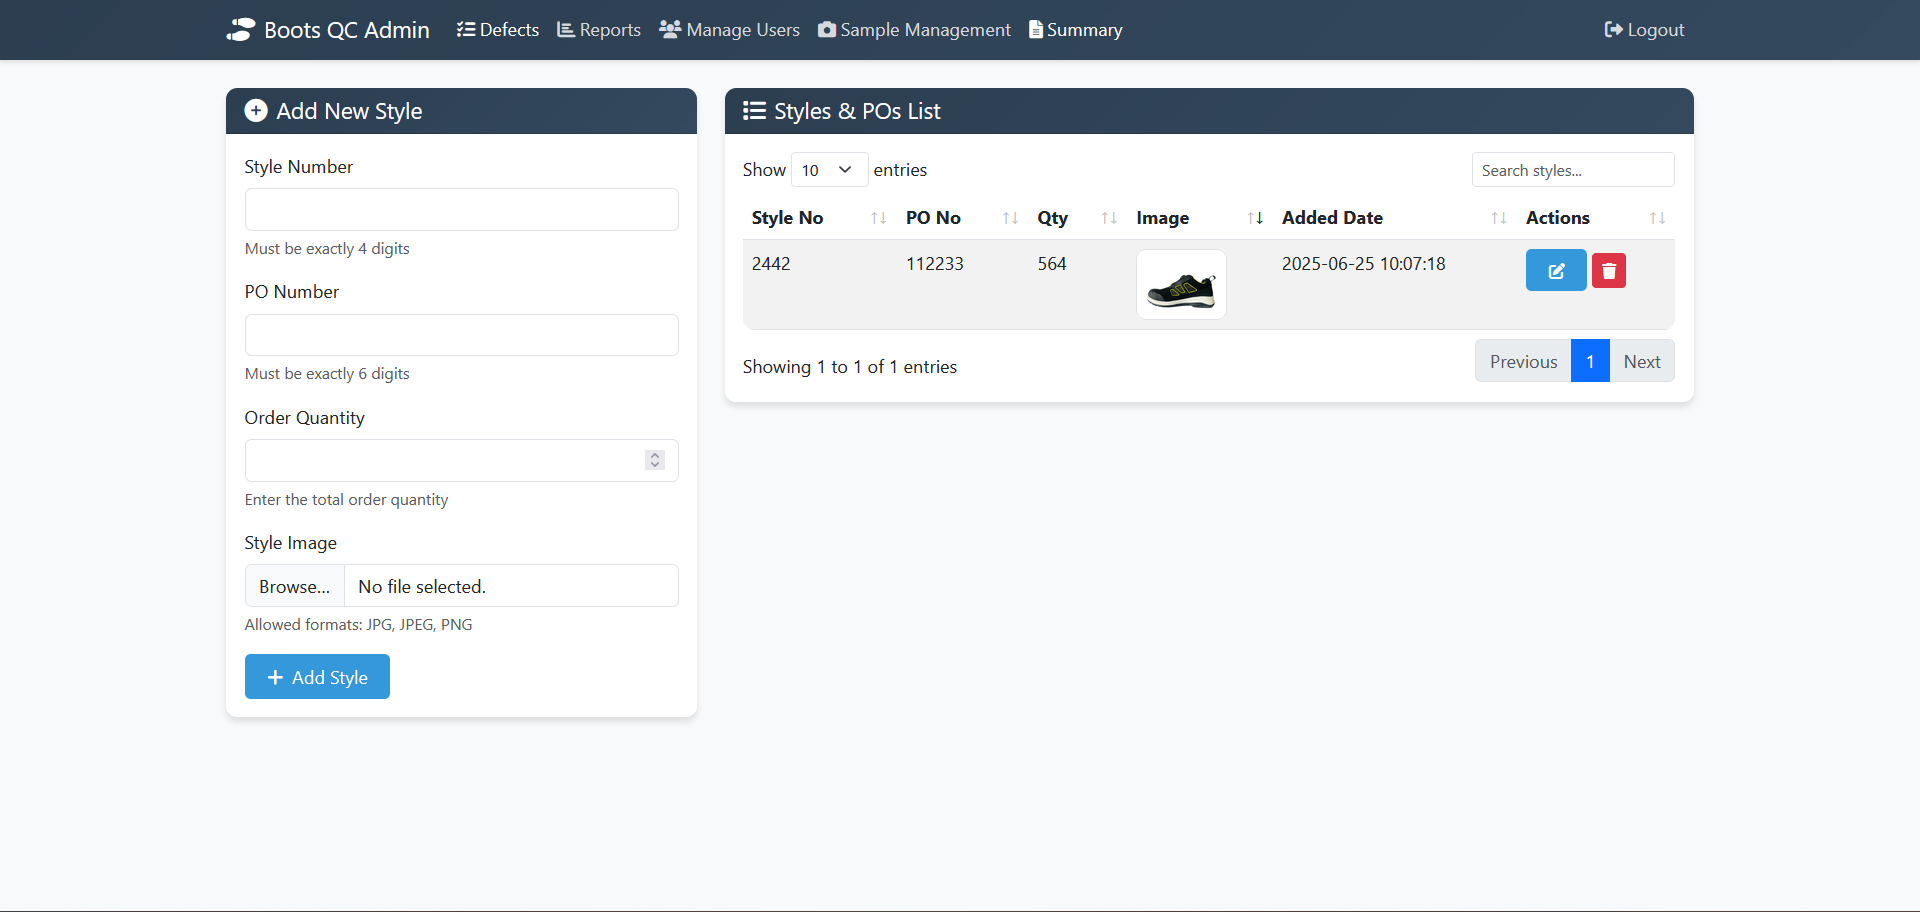 Boots QC Admin Defects Reports Manage Users Sample Management Summary Logout
Add New Style
Style Number
Must be exactly 4 digits
PO Number
Must be exactly 6 digits
Order Quantity
Enter the total order quantity
Style Image
Browse... No file selected.
Allowed formats: JPG, JPEG, PNG
Add Style
Styles & POs List
Show 10 entries Search styles...
Style No PO No Qty Image Added Date Actions
2442 112233 564 2025-06-25 10:07:18
Showing 1 to 1 of 1 entries Previous 1 Next